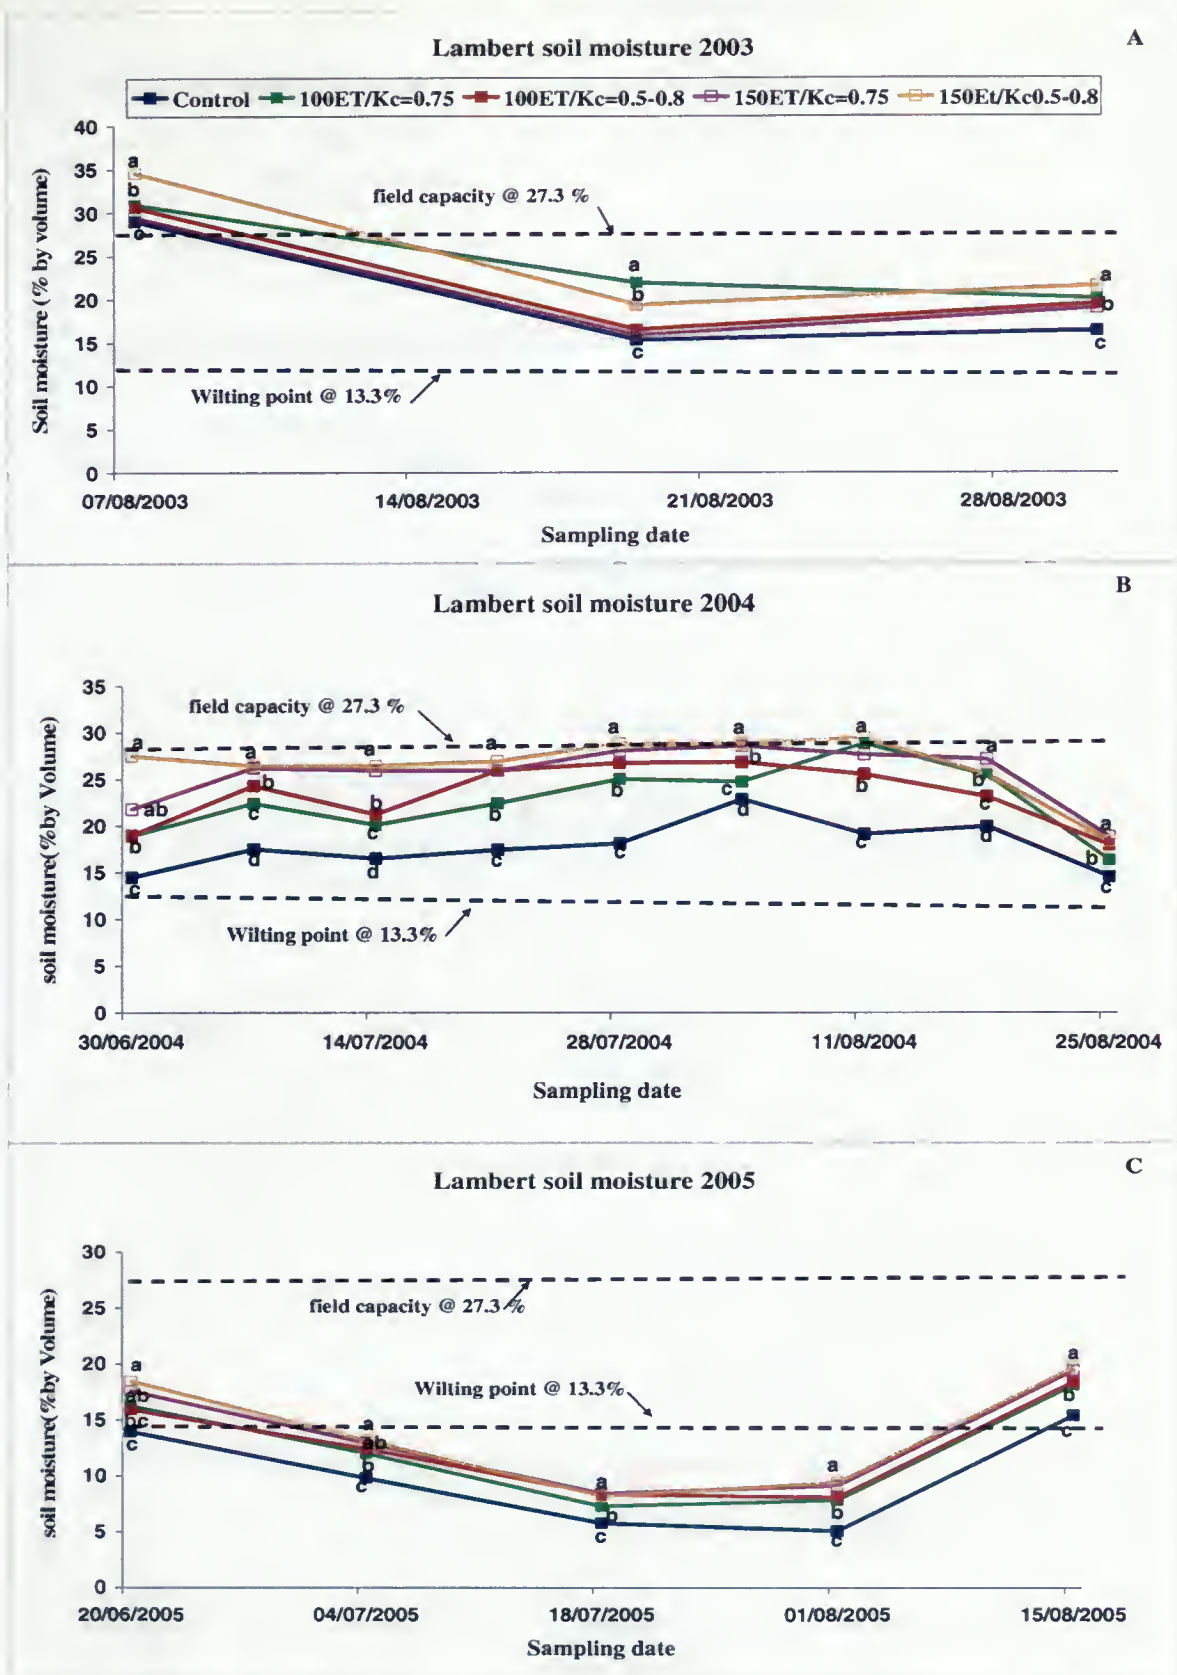 A
Lambert soil moisture 2003
Control 100ET/Kc=0.75 100ET/Kc=0.5-0.8 150ET/Kc=0.75 150Et/Kc0.5-0.8
40
35
30
25
20
15
10
5
0
Soil moisture (% by volume)
field capacity @ 27.3 %
Wilting point @ 13.3%
a
b
c
a
b
c
a
b
c
07/08/2003 14/08/2003 21/08/2003 28/08/2003
Sampling date
B
Lambert soil moisture 2004
35
30
25
20
15
10
5
0
soil moisture(%by Volume)
field capacity @ 27.3 %
Wilting point @ 13.3%
a a a a a a a a a
ab b b b b b b b b
b c c c c c c c c
c d d d d
30/06/2004 14/07/2004 28/07/2004 11/08/2004 25/08/2004
Sampling date
C
Lambert soil moisture 2005
30
25
20
15
10
5
0
soil moisture(%by Volume)
field capacity @ 27.3 %
Wilting point @ 13.3%
a a a a a
ab ab b b b
bc b c c c
c c
20/06/2005 04/07/2005 18/07/2005 01/08/2005 15/08/2005
Sampling date